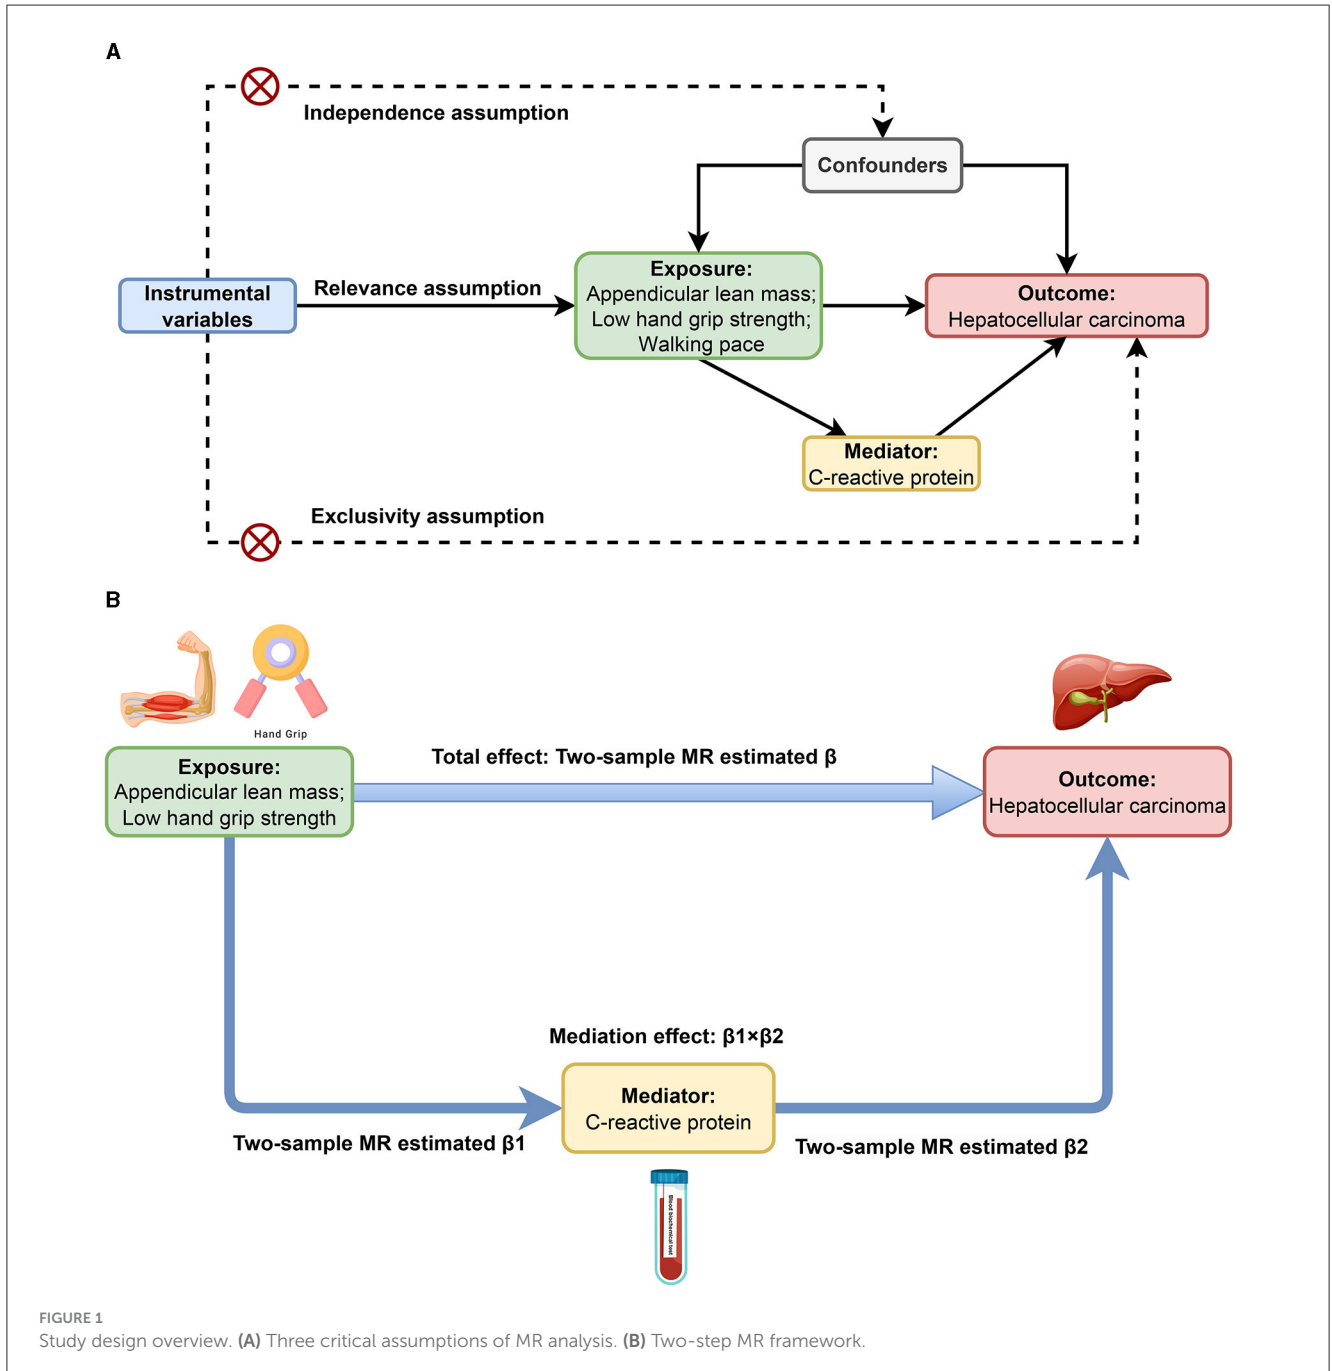 A
Independence assumption
Confounders
Instrumental
variables
Relevance assumption
Exposure:
Appendicular lean mass;
Low hand grip strength;
Walking pace
Outcome:
Hepatocellular carcinoma
Mediator:
C-reactive protein
Exclusivity assumption
B
Hand Grip
Exposure:
Appendicular lean mass;
Low hand grip strength
Total effect: Two-sample MR estimated β
Outcome:
Hepatocellular carcinoma
Mediation effect: β1×β2
Mediator:
C-reactive protein
Two-sample MR estimated β1
Two-sample MR estimated β2
Blood biochemical test
FIGURE 1
Study design overview. (A) Three critical assumptions of MR analysis. (B) Two-step MR framework.